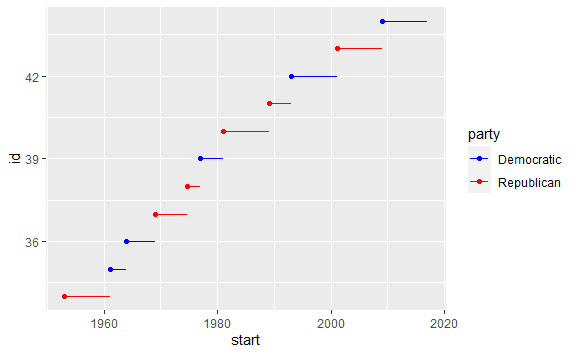 42
39
36
id
1960
1980
2000
2020
start
party
Democratic
Republican